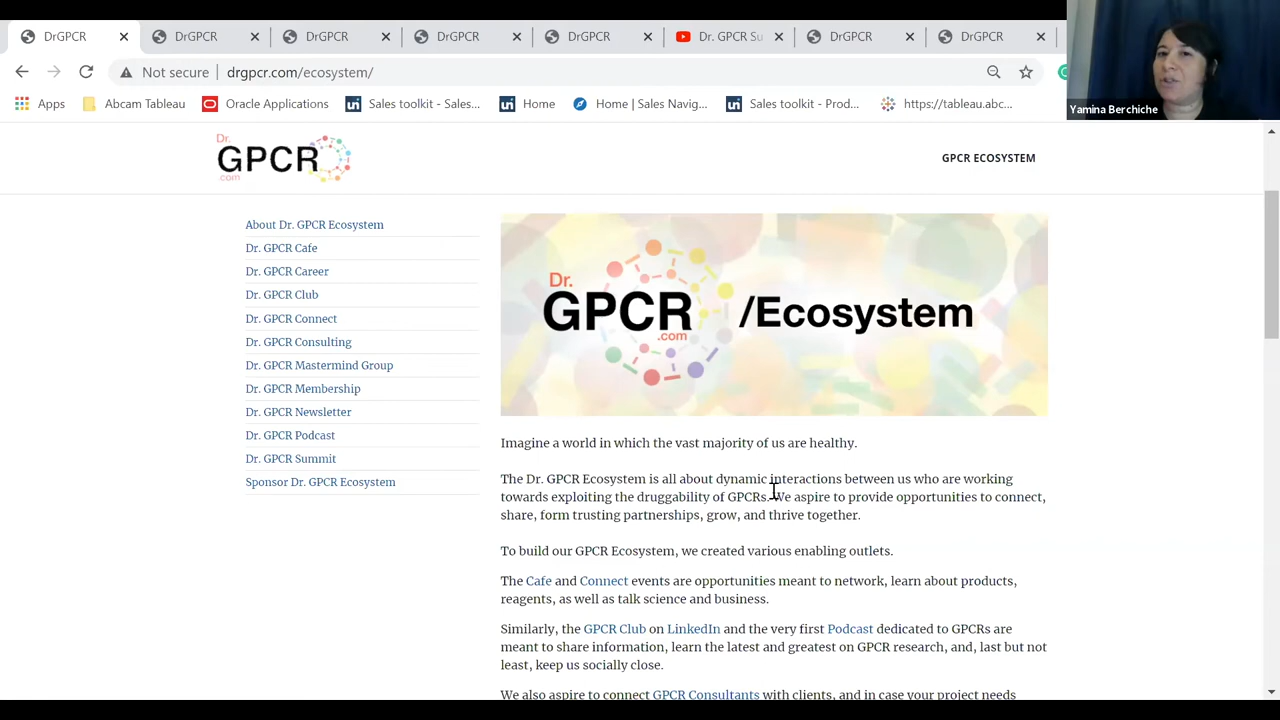 DrGPCR
DrGPCR
DrGPCR
DrGPCR
DrGPCR
Dr. GPCR Su
DrGPCR
DrGPCR
Not secure
drgpcr.com/ecosystem/
Apps
Abcam Tableau
Oracle Applications
Sales toolkit - Sales...
Home
Home | Sales Navig...
Sales toolkit - Prod...
https://tableau.abc...
Yamina Berchiche
Dr.
GPCR
.com
GPCR ECOSYSTEM
About Dr. GPCR Ecosystem
Dr. GPCR Cafe
Dr. GPCR Career
Dr. GPCR Club
Dr. GPCR Connect
Dr. GPCR Consulting
Dr. GPCR Mastermind Group
Dr. GPCR Membership
Dr. GPCR Newsletter
Dr. GPCR Podcast
Dr. GPCR Summit
Sponsor Dr. GPCR Ecosystem
Dr.
GPCR /Ecosystem
.com
Imagine a world in which the vast majority of us are healthy.
The Dr. GPCR Ecosystem is all about dynamic interactions between us who are working
towards exploiting the druggability of GPCRs. We aspire to provide opportunities to connect,
share, form trusting partnerships, grow, and thrive together.
To build our GPCR Ecosystem, we created various enabling outlets.
The Cafe and Connect events are opportunities meant to network, learn about products,
reagents, as well as talk science and business.
Similarly, the GPCR Club on LinkedIn and the very first Podcast dedicated to GPCRs are
meant to share information, learn the latest and greatest on GPCR research, and, last but not
least, keep us socially close.
We also aspire to connect GPCR Consultants with clients, and in case your project needs